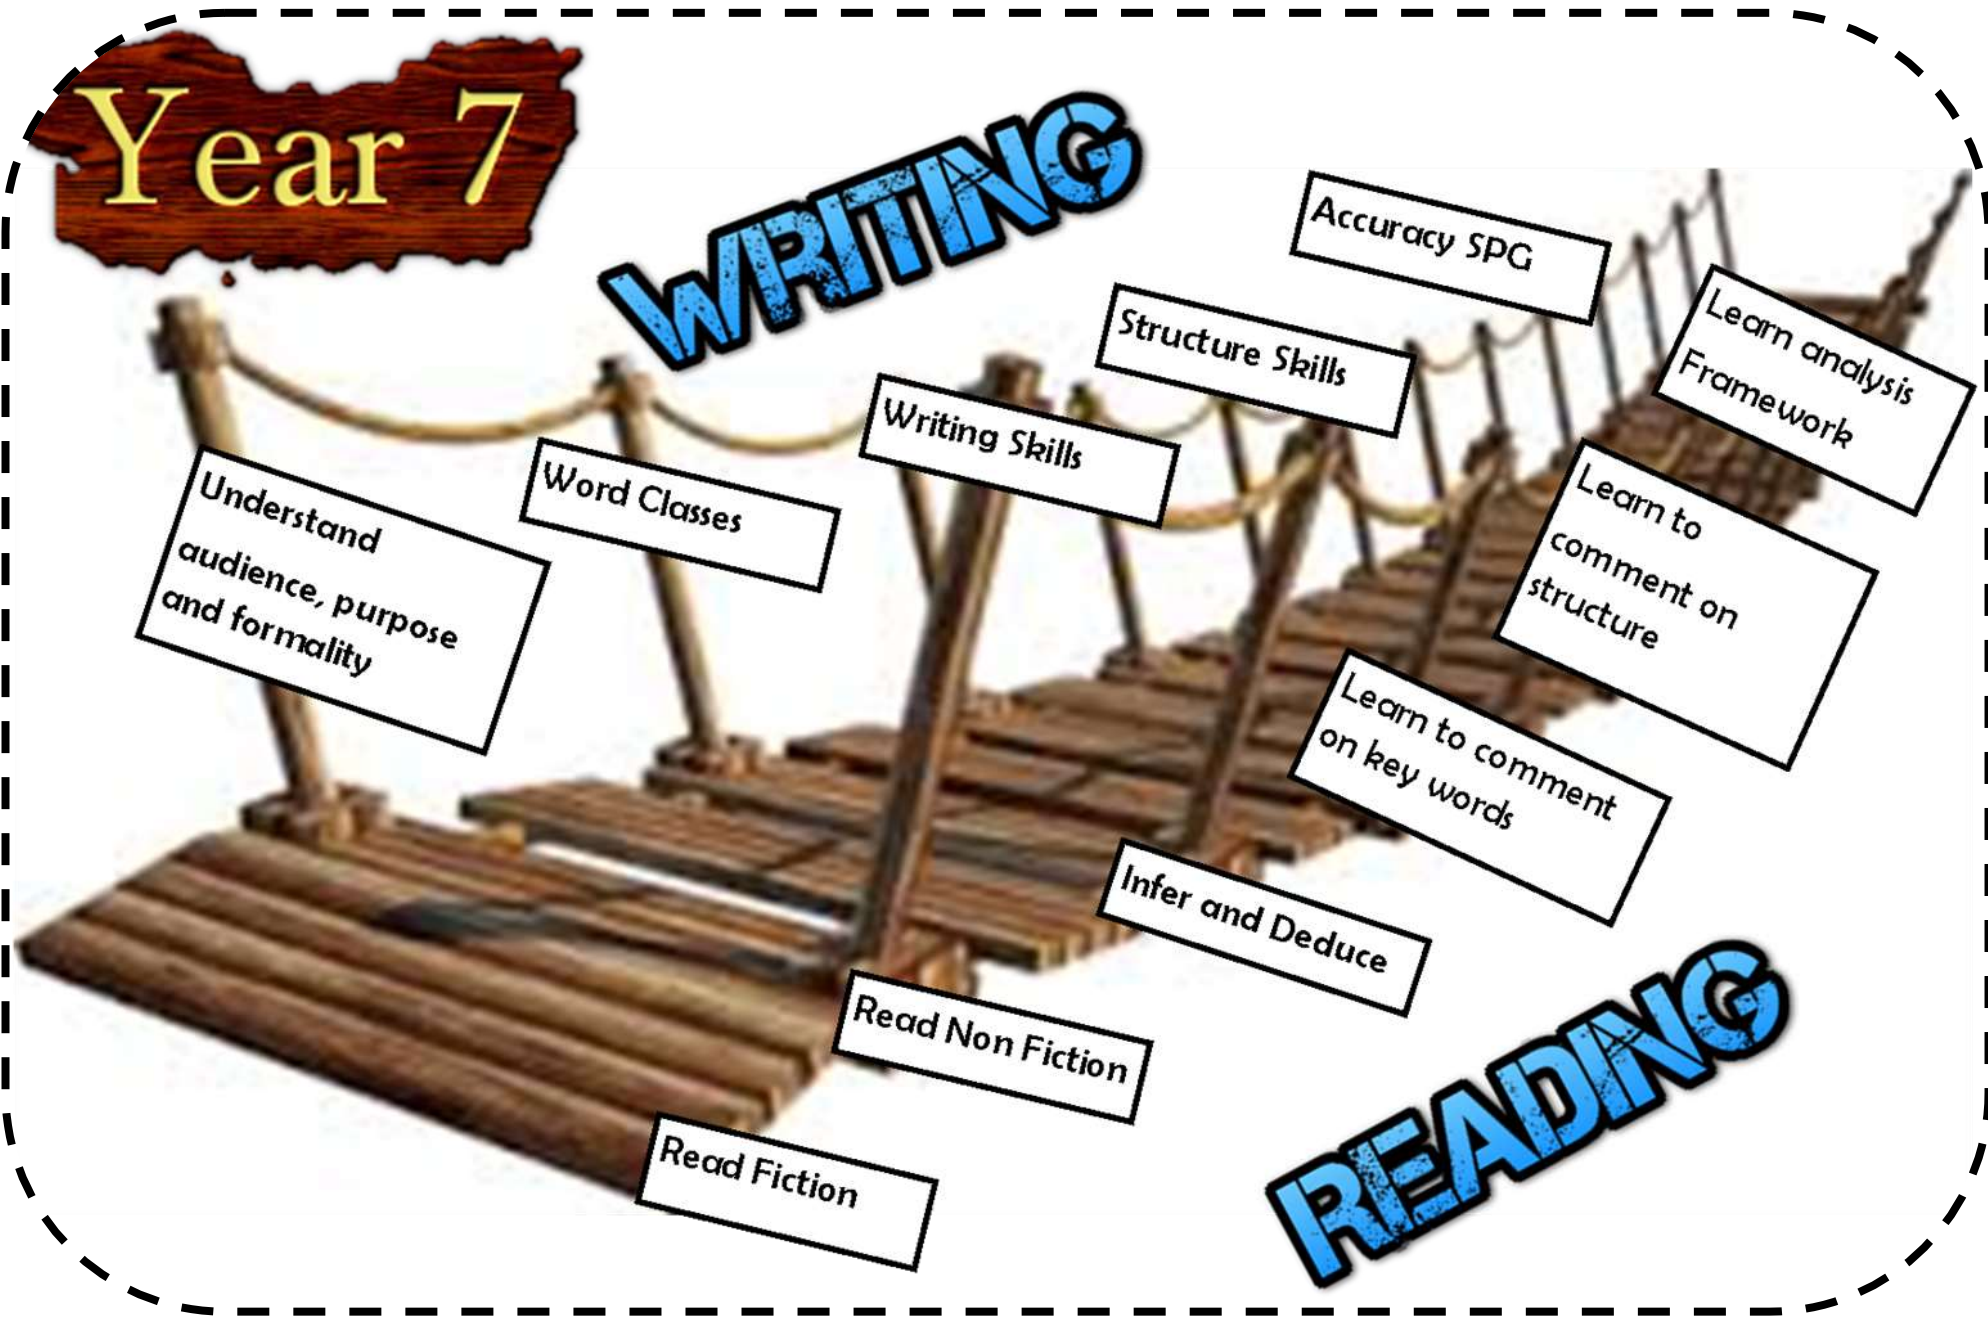 Year 7
WRITING
Accuracy SPG
Structure Skills
Writing Skills
Word Classes
Understand
audience, purpose
and formality
Learn analysis
Framework
Learn to
comment on
structure
Learn to comment
on key words
Infer and Deduce
Read Non Fiction
Read Fiction
READING